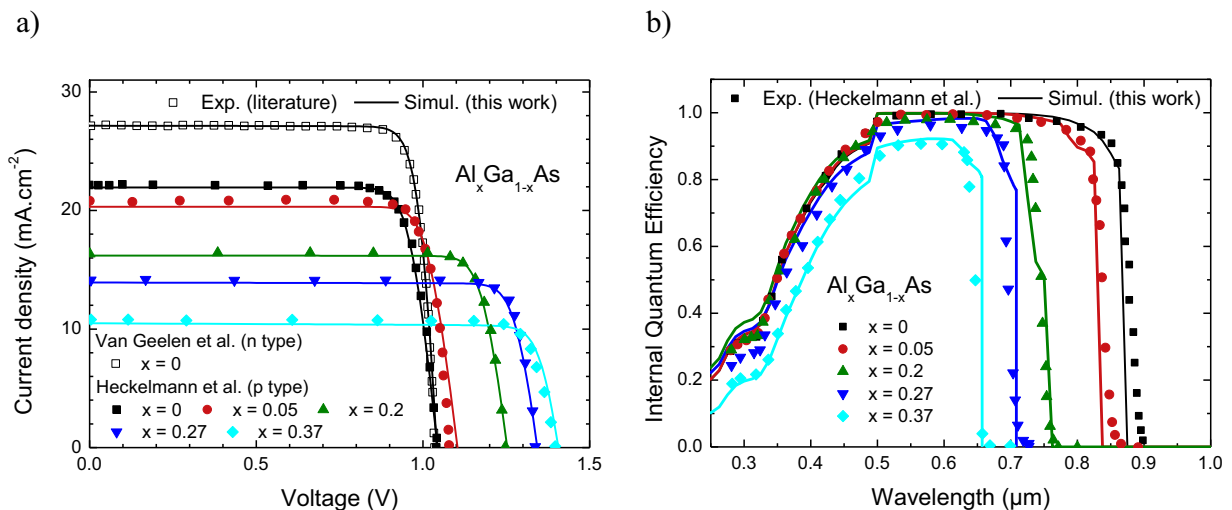 a)
30
20
10
0
0.0 0.5 1.0 1.5
Current density (mA.cm-2)
Voltage (V)
Exp. (literature) Simul. (this work)
AlxGa1-xAs
Van Geelen et al. (n type)
x = 0
Heckelmann et al. (p type)
x = 0 x = 0.05 x = 0.2
x = 0.27 x = 0.37
b)
1.0
0.8
0.6
0.4
0.2
0.0
0.3 0.4 0.5 0.6 0.7 0.8 0.9 1.0
Internal Quantum Efficiency
Wavelength (µm)
Exp. (Heckelmann et al.) Simul. (this work)
AlxGa1-xAs
x = 0
x = 0.05
x = 0.2
x = 0.27
x = 0.37